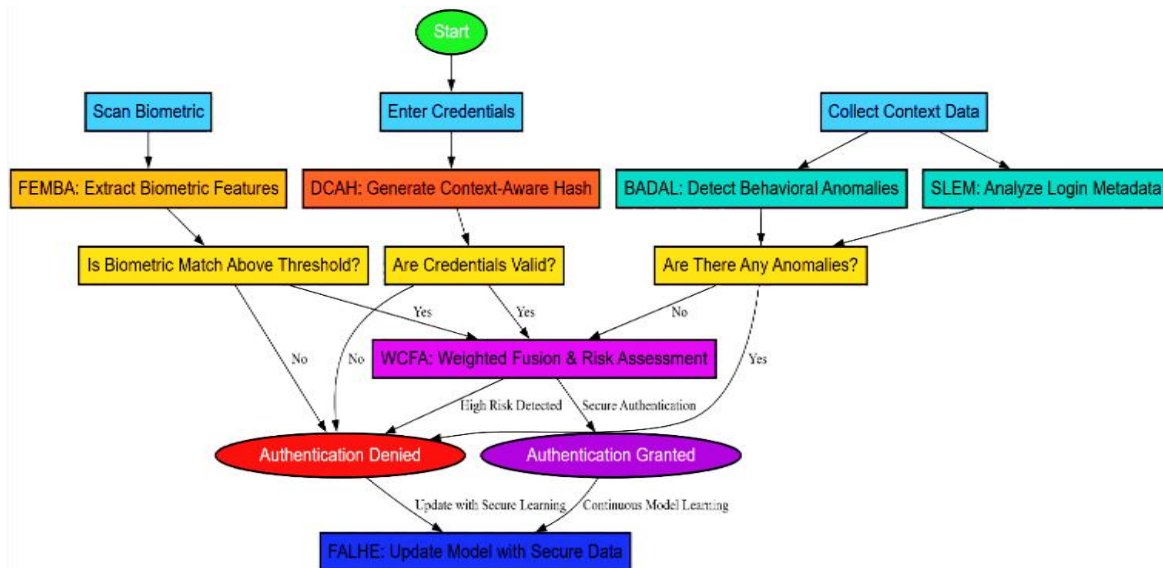 Start
Scan Biometric
Enter Credentials
Collect Context Data
FEMBA: Extract Biometric Features
DCAH: Generate Context-Aware Hash
BADAL: Detect Behavioral Anomalies
SLEM: Analyze Login Metadata
Is Biometric Match Above Threshold?
Are Credentials Valid?
Are There Any Anomalies?
Yes
Yes
No
No
No
Yes
WCFA: Weighted Fusion & Risk Assessment
High Risk Detected
Secure Authentication
Authentication Denied
Authentication Granted
Update with Secure Learning
Continuous Model Learning
FALHE: Update Model with Secure Data